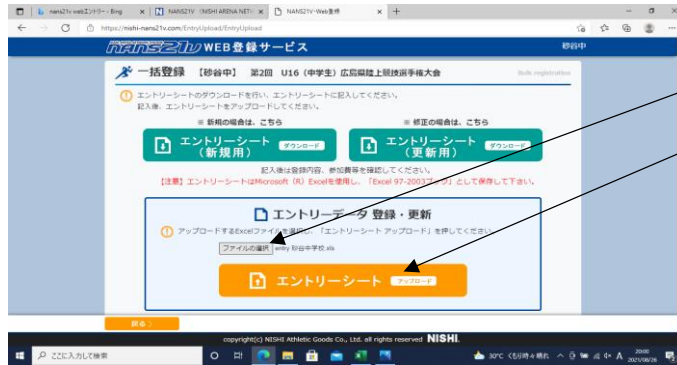 nans21v webエントリー - Bing
NANS21V (NISHI ARENA NET)
NANS21V-Web登録
https://nishi-nans21v.com/EntryUpload/EntryUpload
NANS21V WEB登録サービス
砂谷中
一括登録 【砂谷中】 第2回 U16（中学生）広島県陸上競技選手権大会
Bulk registration
エントリーシートのダウンロードを行い、エントリーシートに記入してください。
記入後、エントリーシートをアップロードしてください。
※ 新規の場合は、こちら
※ 修正の場合は、こちら
エントリーシート（新規用） ダウンロード
エントリーシート（更新用） ダウンロード
記入後は登録内容、参加費等を確認してください。
【注意】エントリーシートはMicrosoft（R）Excelを使用し、「Excel 97-2003ブック」として保存して下さい。
エントリーデータ 登録・更新
アップロードするExcelファイルを選択し、「エントリーシート アップロード」を押してください。
ファイルの選択 entry 砂谷中学校.xls
エントリーシート アップロード
戻る
copyright(c) NISHI Athletic Goods Co., Ltd. all rights reserved NISHI.
ここに入力して検索
30°C くもり時々晴れ
A
20:00
2021/08/26